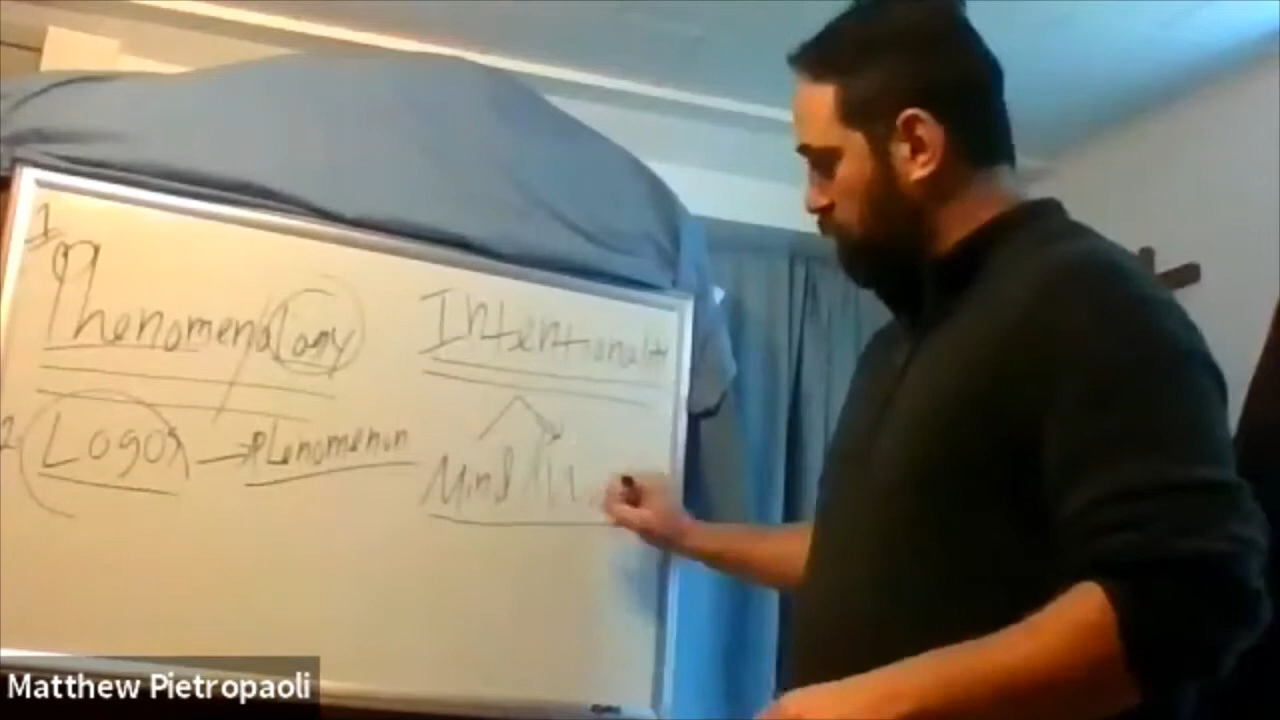 1
Phenomenology
2 Logos → Phenomenon
Intentionality
Mind
Matthew Pietropaoli